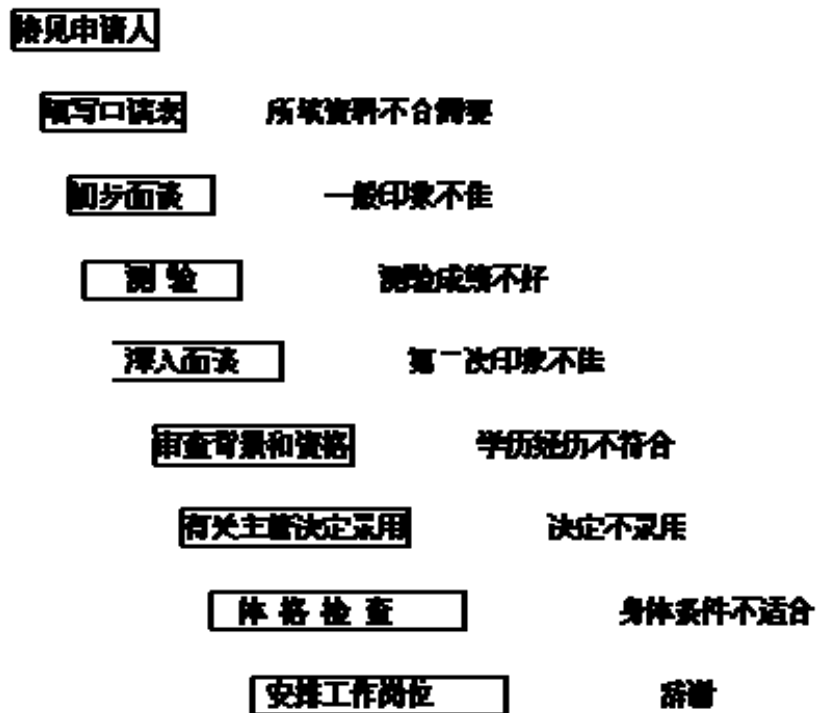 接见申请人
填写口谈表 所填资料不合需要
初步面谈 一般印象不佳
测 验 测验成绩不好
深入面谈 第二次印象不佳
审查背景和资格 学历经历不符合
有关主管决定录用 决定不录用
体 格 检 查 身体条件不适合
安排工作岗位 辞谢